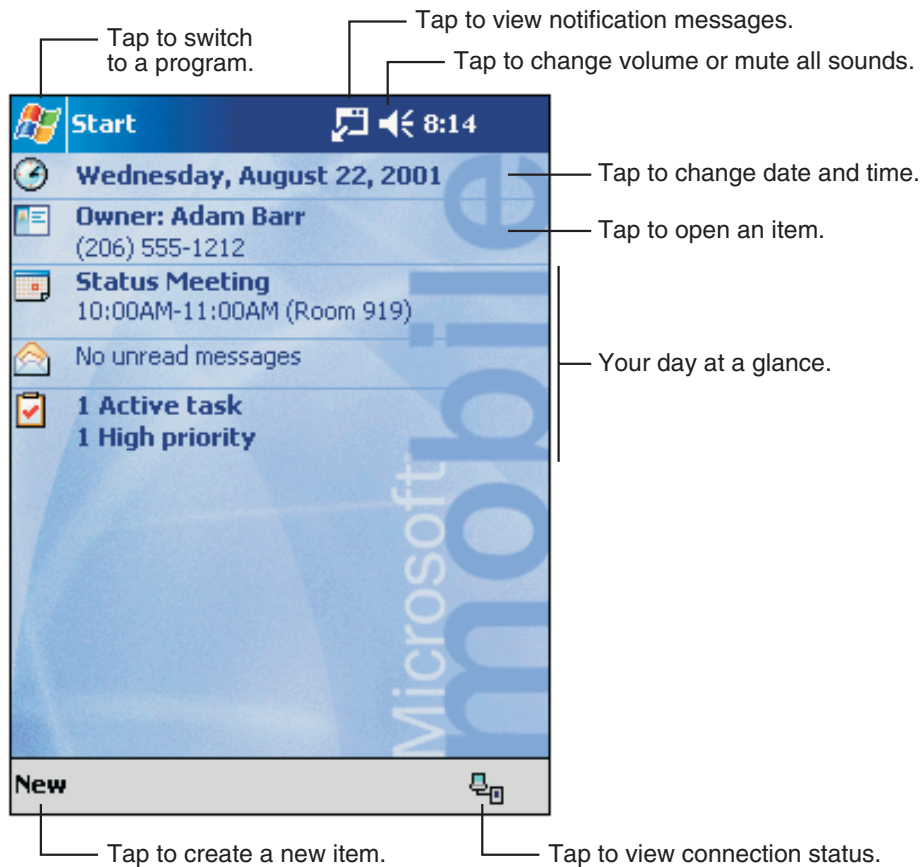 Tap to view notification messages.
Tap to switch
to a program.
Tap to change volume or mute all sounds.
Start
8:14
Wednesday, August 22, 2001
Tap to change date and time.
Owner: Adam Barr
(206) 555-1212
Tap to open an item.
Status Meeting
10:00AM-11:00AM (Room 919)
No unread messages
Your day at a glance.
1 Active task
1 High priority
Microsoft
mobile
New
Tap to create a new item.
Tap to view connection status.